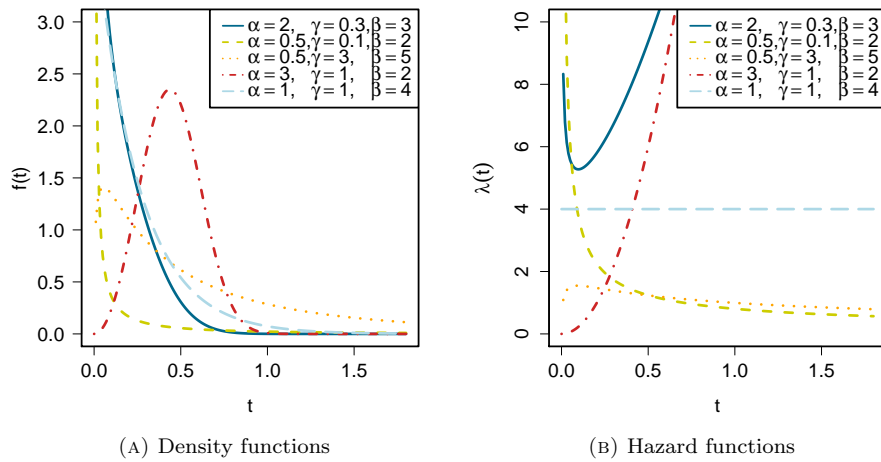 α = 2, γ = 0.3, β = 3
α = 0.5, γ = 0.1, β = 2
α = 0.5, γ = 3, β = 5
α = 3, γ = 1, β = 2
α = 1, γ = 1, β = 4
3.0
2.5
2.0
1.5
1.0
0.5
0.0
f(t)
0.0 0.5 1.0 1.5
t
(A) Density functions
α = 2, γ = 0.3, β = 3
α = 0.5, γ = 0.1, β = 2
α = 0.5, γ = 3, β = 5
α = 3, γ = 1, β = 2
α = 1, γ = 1, β = 4
10
8
6
4
2
0
λ(t)
0.0 0.5 1.0 1.5
t
(B) Hazard functions